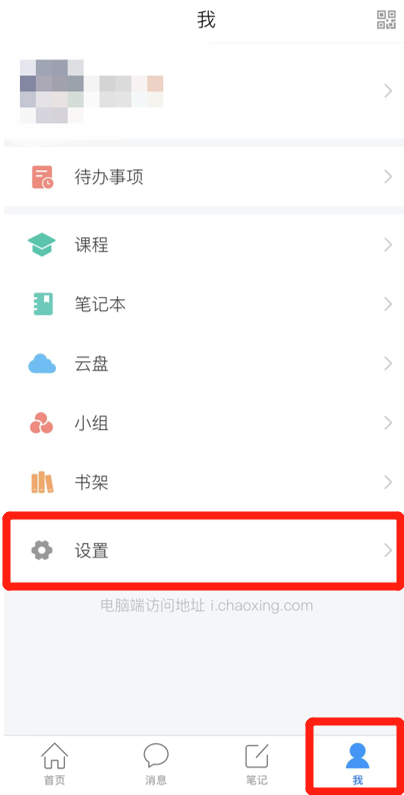 我
待办事项
课程
笔记本
云盘
小组
书架
设置
电脑端访问地址 i.chaoxing.com
首页 消息 笔记 我